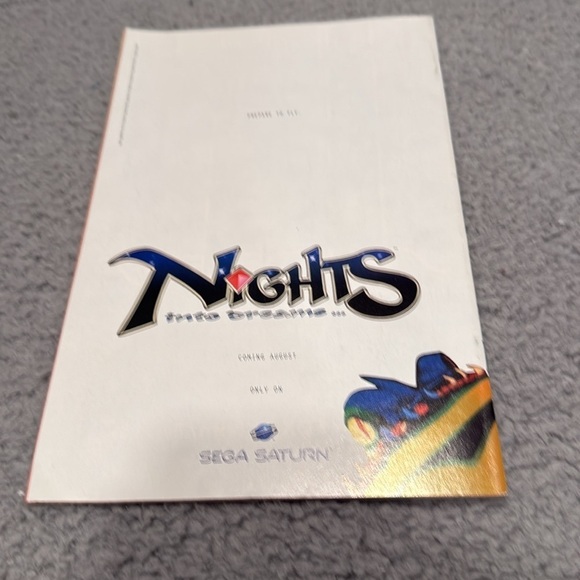 PREPARE TO FLY.
NiGHTS
into dreams...
COMING AUGUST
ONLY ON
SEGA SATURN